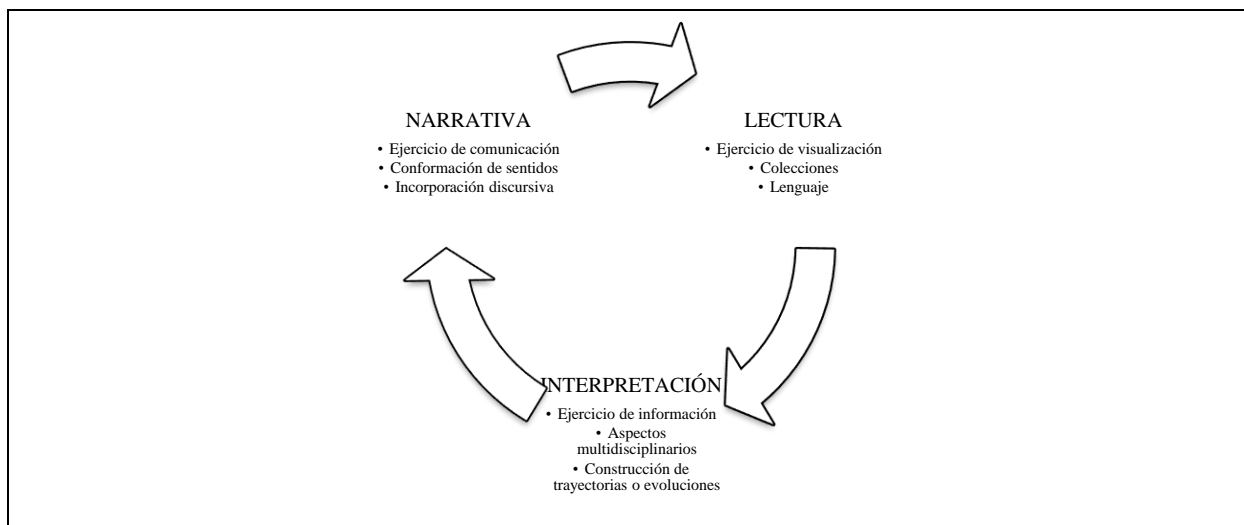 NARRATIVA
• Ejercicio de comunicación
• Conformación de sentidos
• Incorporación discursiva
LECTURA
• Ejercicio de visualización
• Colecciones
• Lenguaje
INTERPRETACIÓN
• Ejercicio de información
• Aspectos
multidisciplinarios
• Construcción de
trayectorias o evoluciones